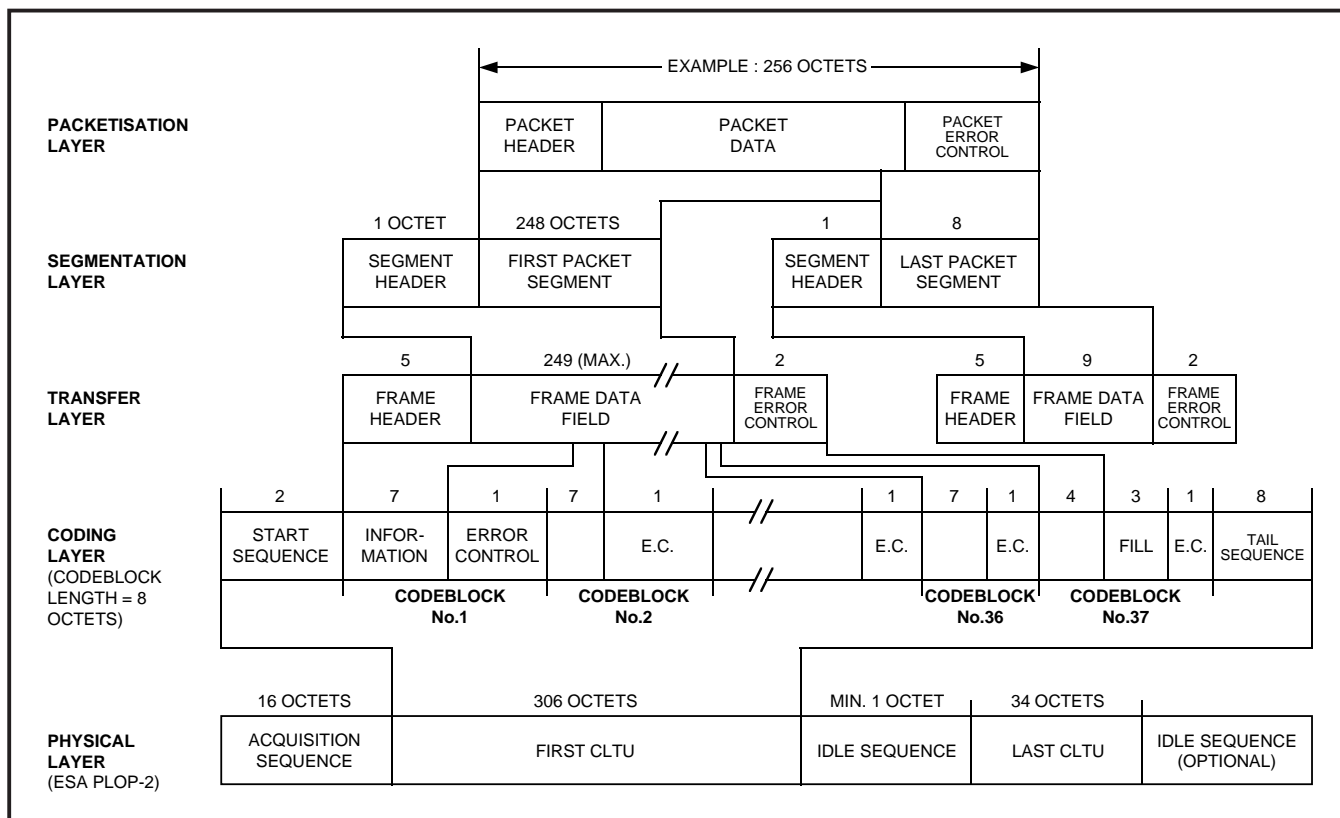 EXAMPLE : 256 OCTETS
PACKETISATION
LAYER
PACKET
HEADER
PACKET
DATA
PACKET
ERROR
CONTROL
1 OCTET
248 OCTETS
1
8
SEGMENTATION
LAYER
SEGMENT
HEADER
FIRST PACKET
SEGMENT
SEGMENT
HEADER
LAST PACKET
SEGMENT
5
249 (MAX.)
2
5
9
2
TRANSFER
LAYER
FRAME
HEADER
FRAME DATA
FIELD
FRAME
ERROR
CONTROL
FRAME
HEADER
FRAME DATA
FIELD
FRAME
ERROR
CONTROL
2
7
1
7
1
1
7
1
4
3
1
8
CODING
LAYER
(CODEBLOCK
LENGTH = 8
OCTETS)
START
SEQUENCE
INFOR-
MATION
ERROR
CONTROL
E.C.
E.C.
E.C.
FILL
E.C.
TAIL
SEQUENCE
CODEBLOCK
No.1
CODEBLOCK
No.2
CODEBLOCK
No.36
CODEBLOCK
No.37
16 OCTETS
306 OCTETS
MIN. 1 OCTET
34 OCTETS
PHYSICAL
LAYER
(ESA PLOP-2)
ACQUISITION
SEQUENCE
FIRST CLTU
IDLE SEQUENCE
LAST CLTU
IDLE SEQUENCE
(OPTIONAL)